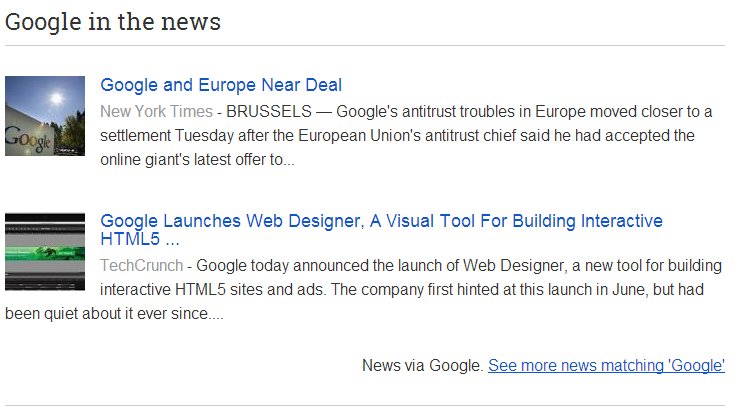 Google in the news
Google and Europe Near Deal
New York Times - BRUSSELS — Google's antitrust troubles in Europe moved closer to a
settlement Tuesday after the European Union's antitrust chief said he had accepted the
online giant's latest offer to...
Google
Google Launches Web Designer, A Visual Tool For Building Interactive
HTML5 ...
TechCrunch - Google today announced the launch of Web Designer, a new tool for building
interactive HTML5 sites and ads. The company first hinted at this launch in June, but had
been quiet about it ever since....
News via Google. See more news matching 'Google'